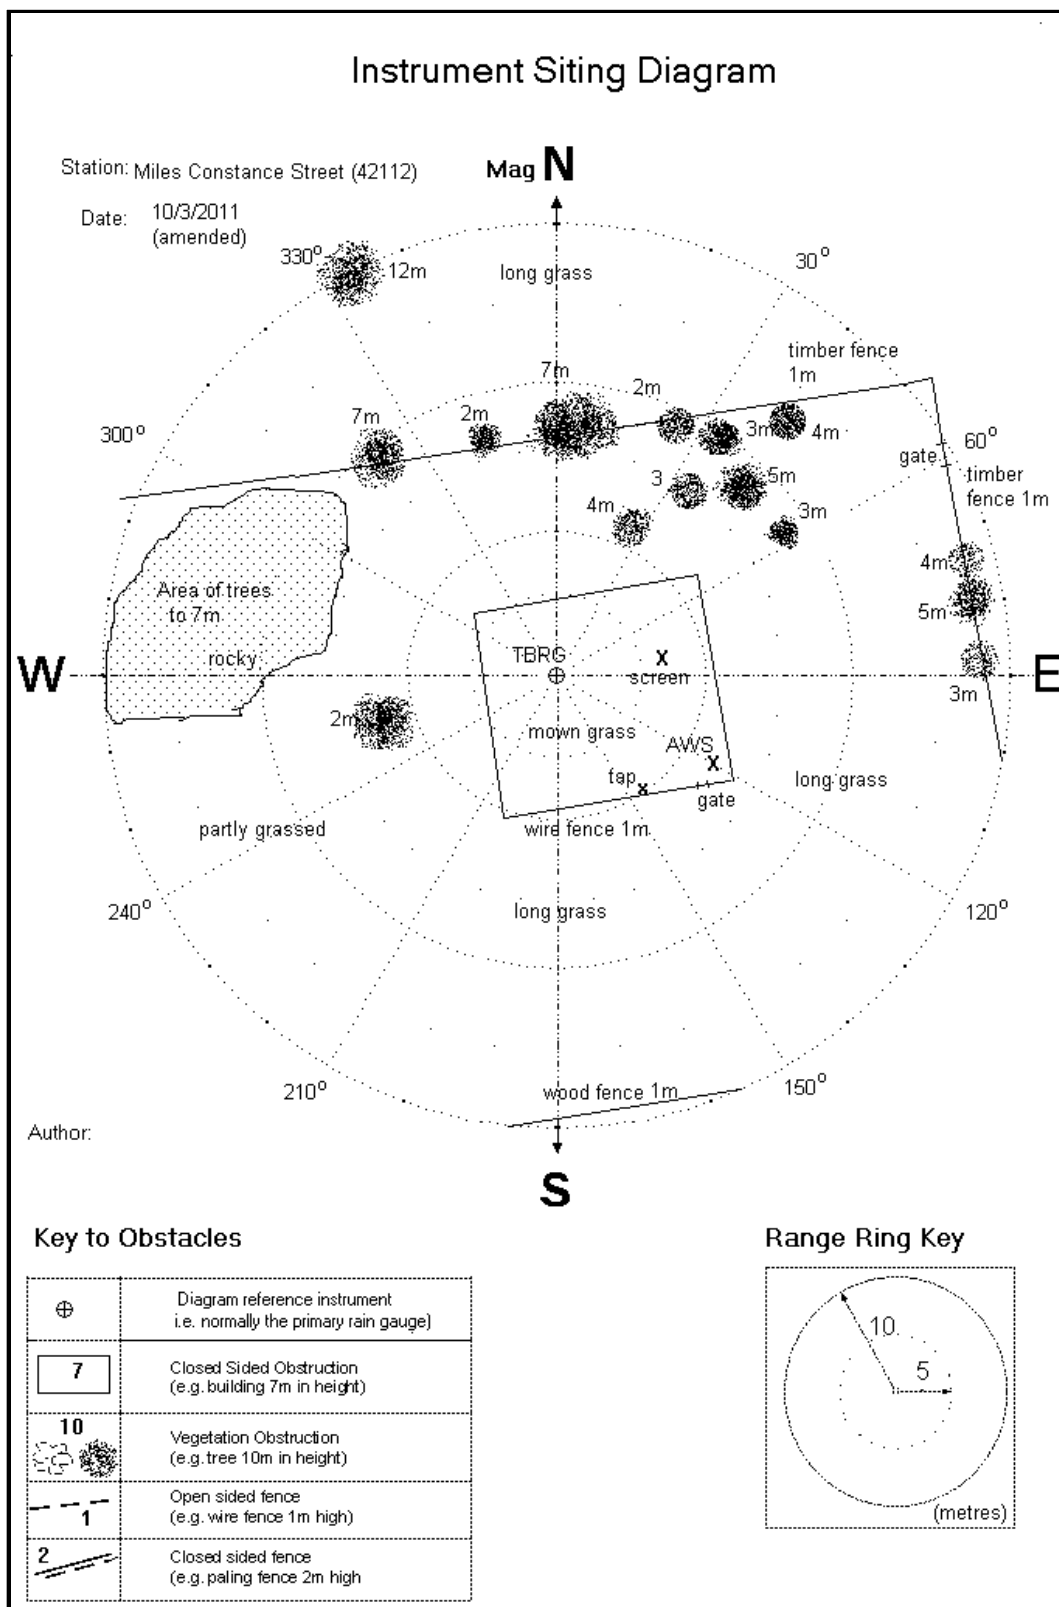 Instrument Siting Diagram
Station: Miles Constance Street (42112)
Mag N
Date: 10/3/2011
(amended)
330°
12m
long grass
30°
timber fence
1m
7m
2m
7m
2m
3m
4m
300°
60°
gate
timber
fence 1m
3
5m
4m
3m
4m
5m
Area of trees
to 7m
rocky
W
TBRG
screen
E
3m
2m
mown grass
AWS
tap
gate
long grass
partly grassed
wire fence 1m
240°
long grass
120°
210°
wood fence 1m
150°
Author:
S
Key to Obstacles
Diagram reference instrument
i.e. normally the primary rain gauge)
7
Closed Sided Obstruction
(e.g. building 7m in height)
10
Vegetation Obstruction
(e.g. tree 10m in height)
1
Open sided fence
(e.g. wire fence 1m high)
2
Closed sided fence
(e.g. paling fence 2m high
Range Ring Key
10
5
(metres)